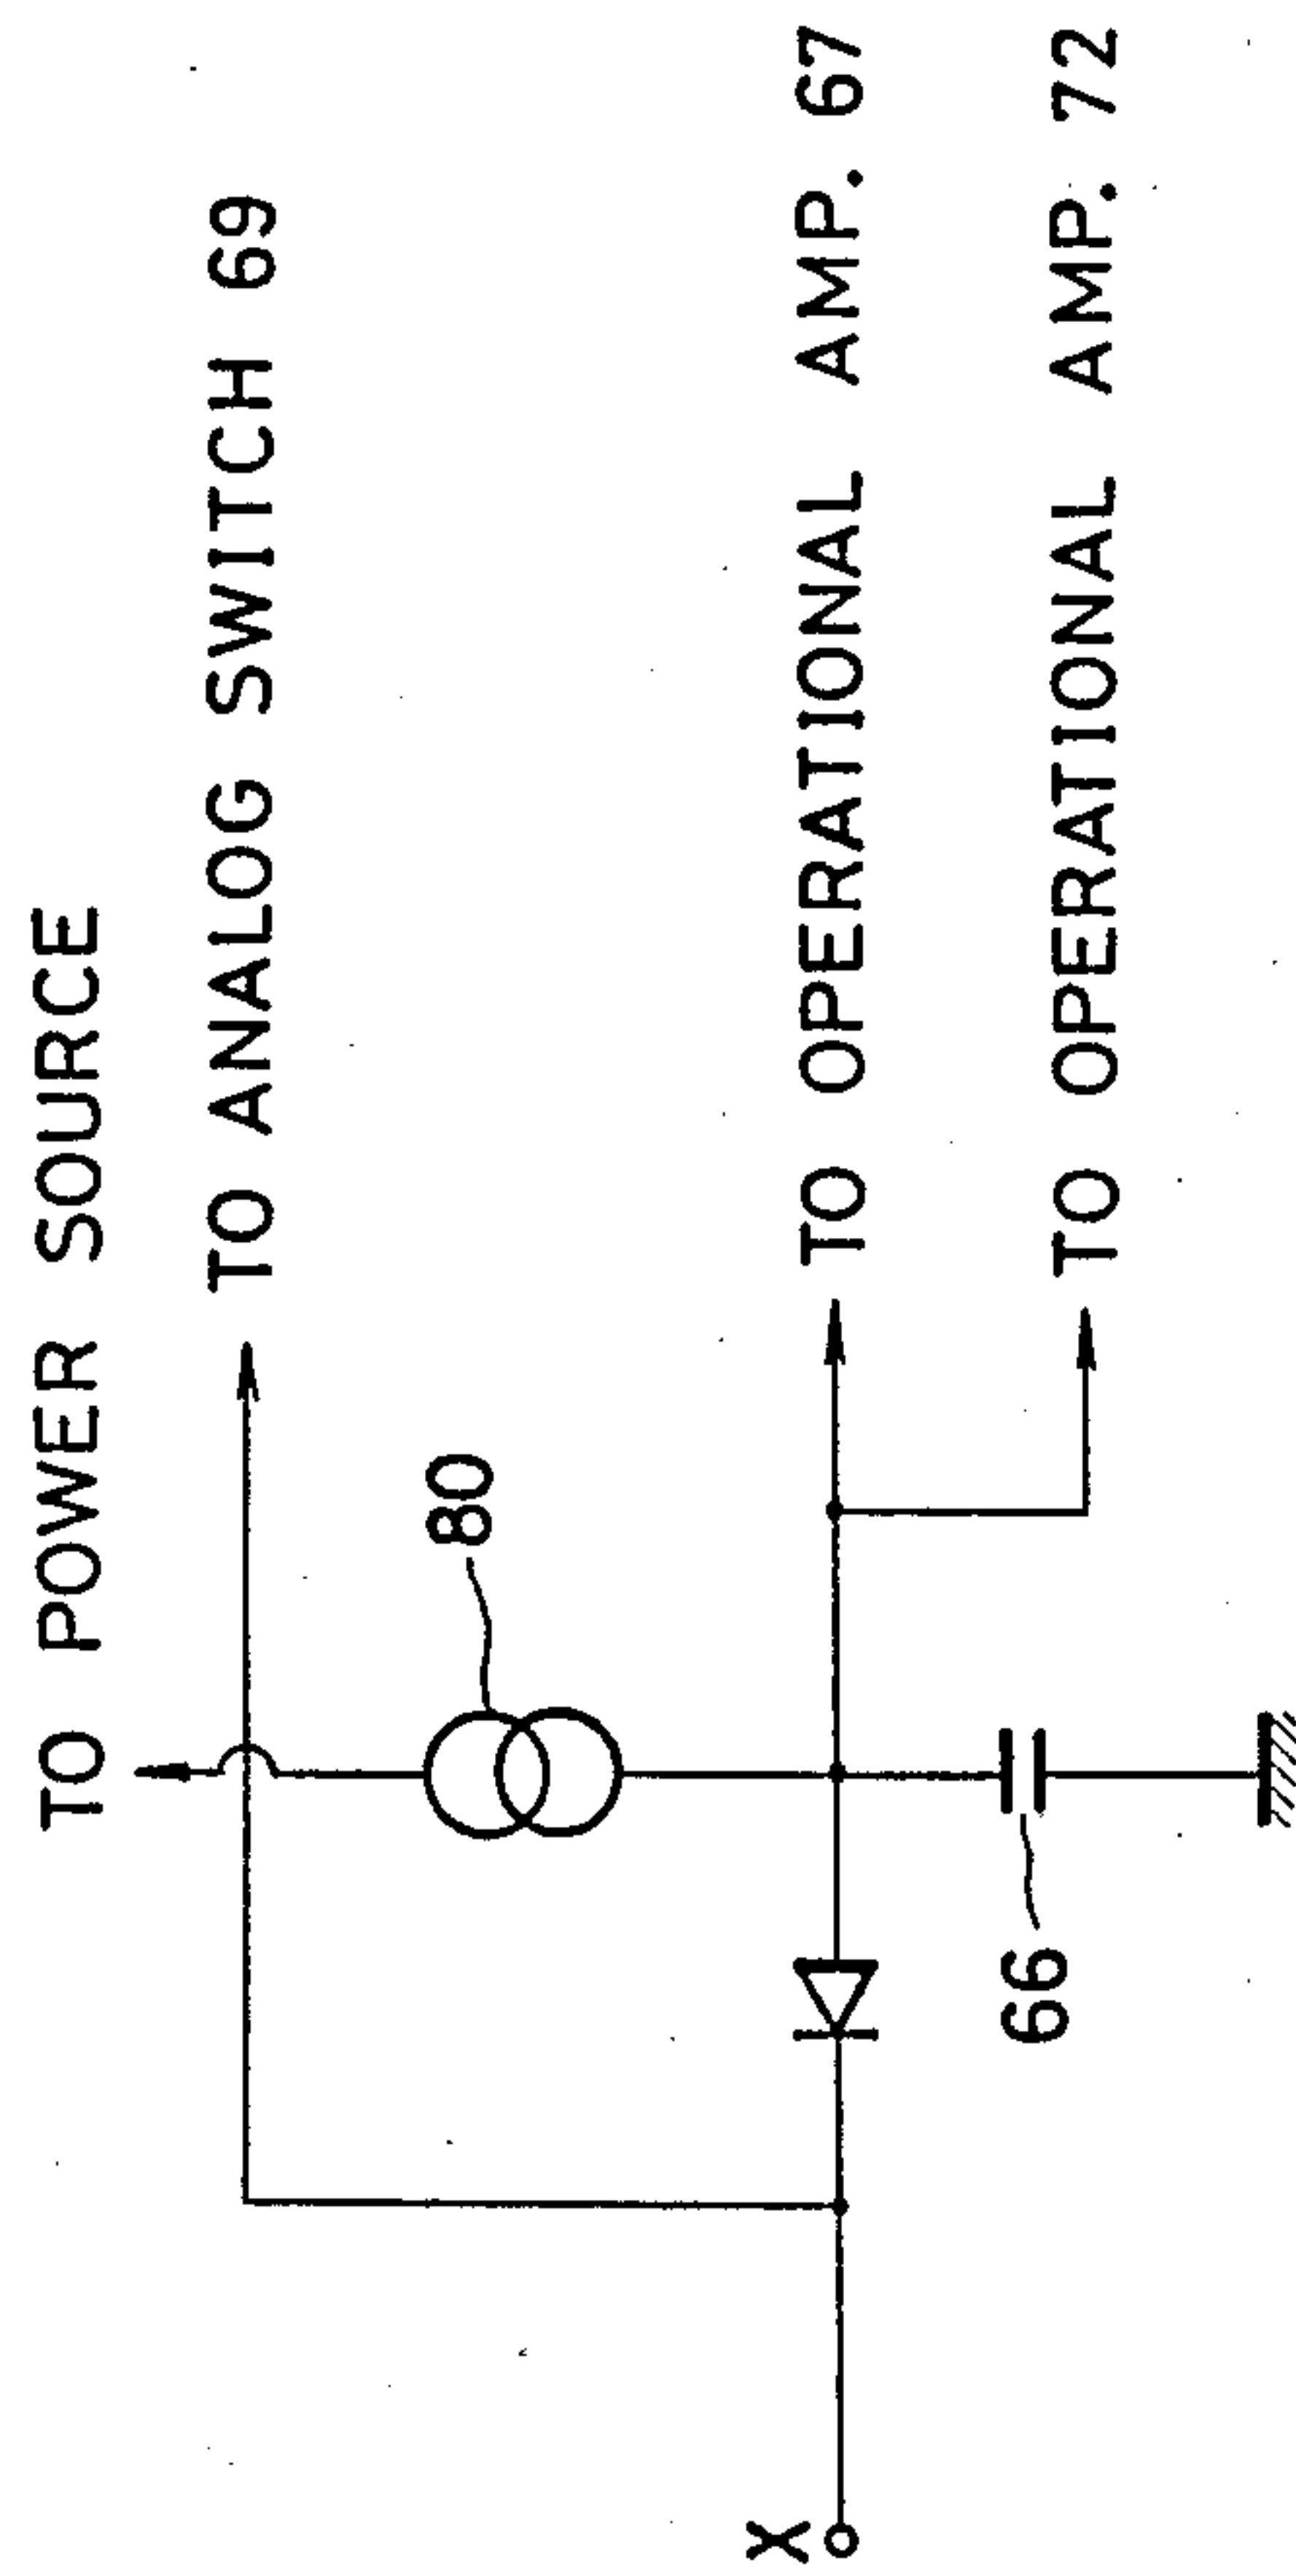 TO POWER SOURCE
TO ANALOG SWITCH 69
80
TO OPERATIONAL AMP. 67
TO OPERATIONAL AMP. 72
66
X